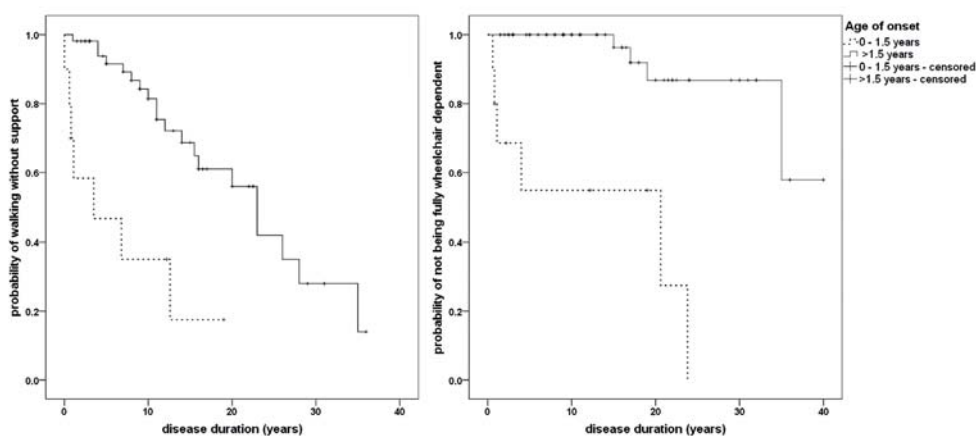 probability of walking without support
1.0
0.8
0.6
0.4
0.2
0.0
0
10
20
30
40
disease duration (years)
probability of not being fully wheelchair dependent
1.0
0.8
0.6
0.4
0.2
0.0
0
10
20
30
40
disease duration (years)
Age of onset
0 - 1.5 years
>1.5 years
0 - 1.5 years - censored
>1.5 years - censored